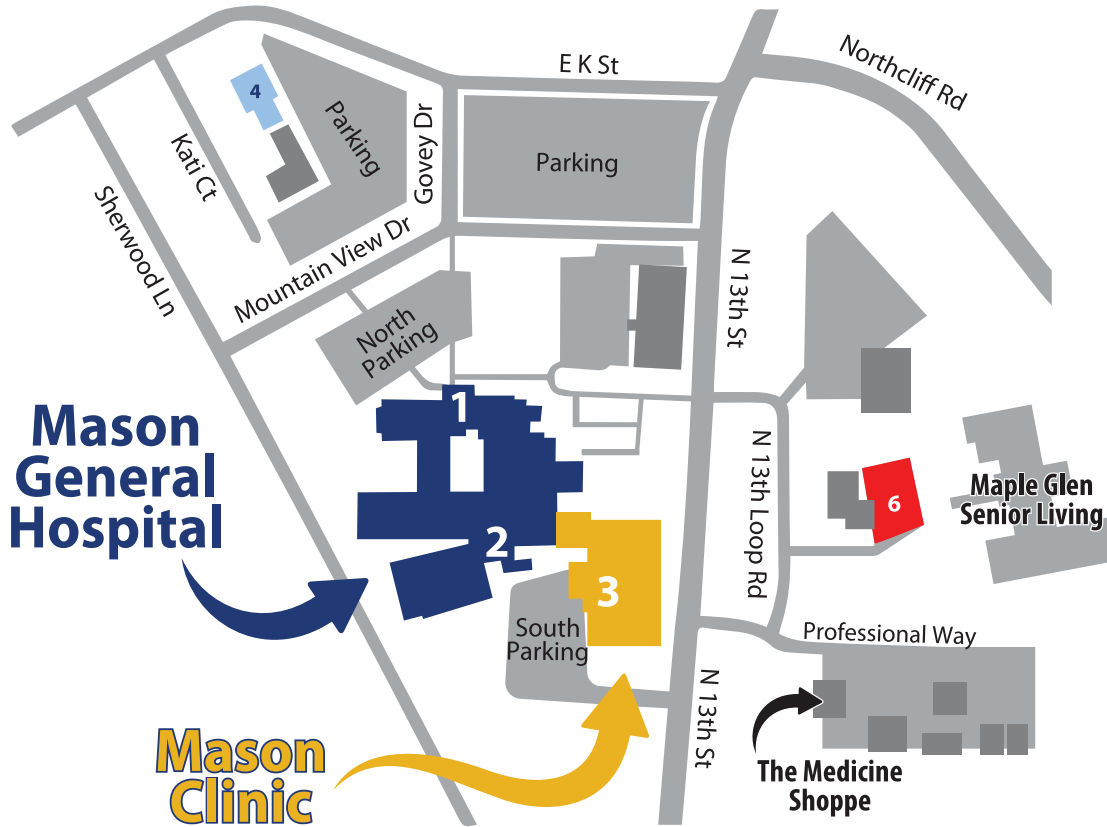 E K St
Northcliff Rd
4
Parking
Govey Dr
Parking
Kati Ct
Sherwood Ln
Mountain View Dr
N 13th St
North
Parking
1
Mason
General
Hospital
N 13th Loop Rd
6
Maple Glen
Senior Living
2
3
South
Parking
Professional Way
N 13th St
Mason
Clinic
The Medicine
Shoppe